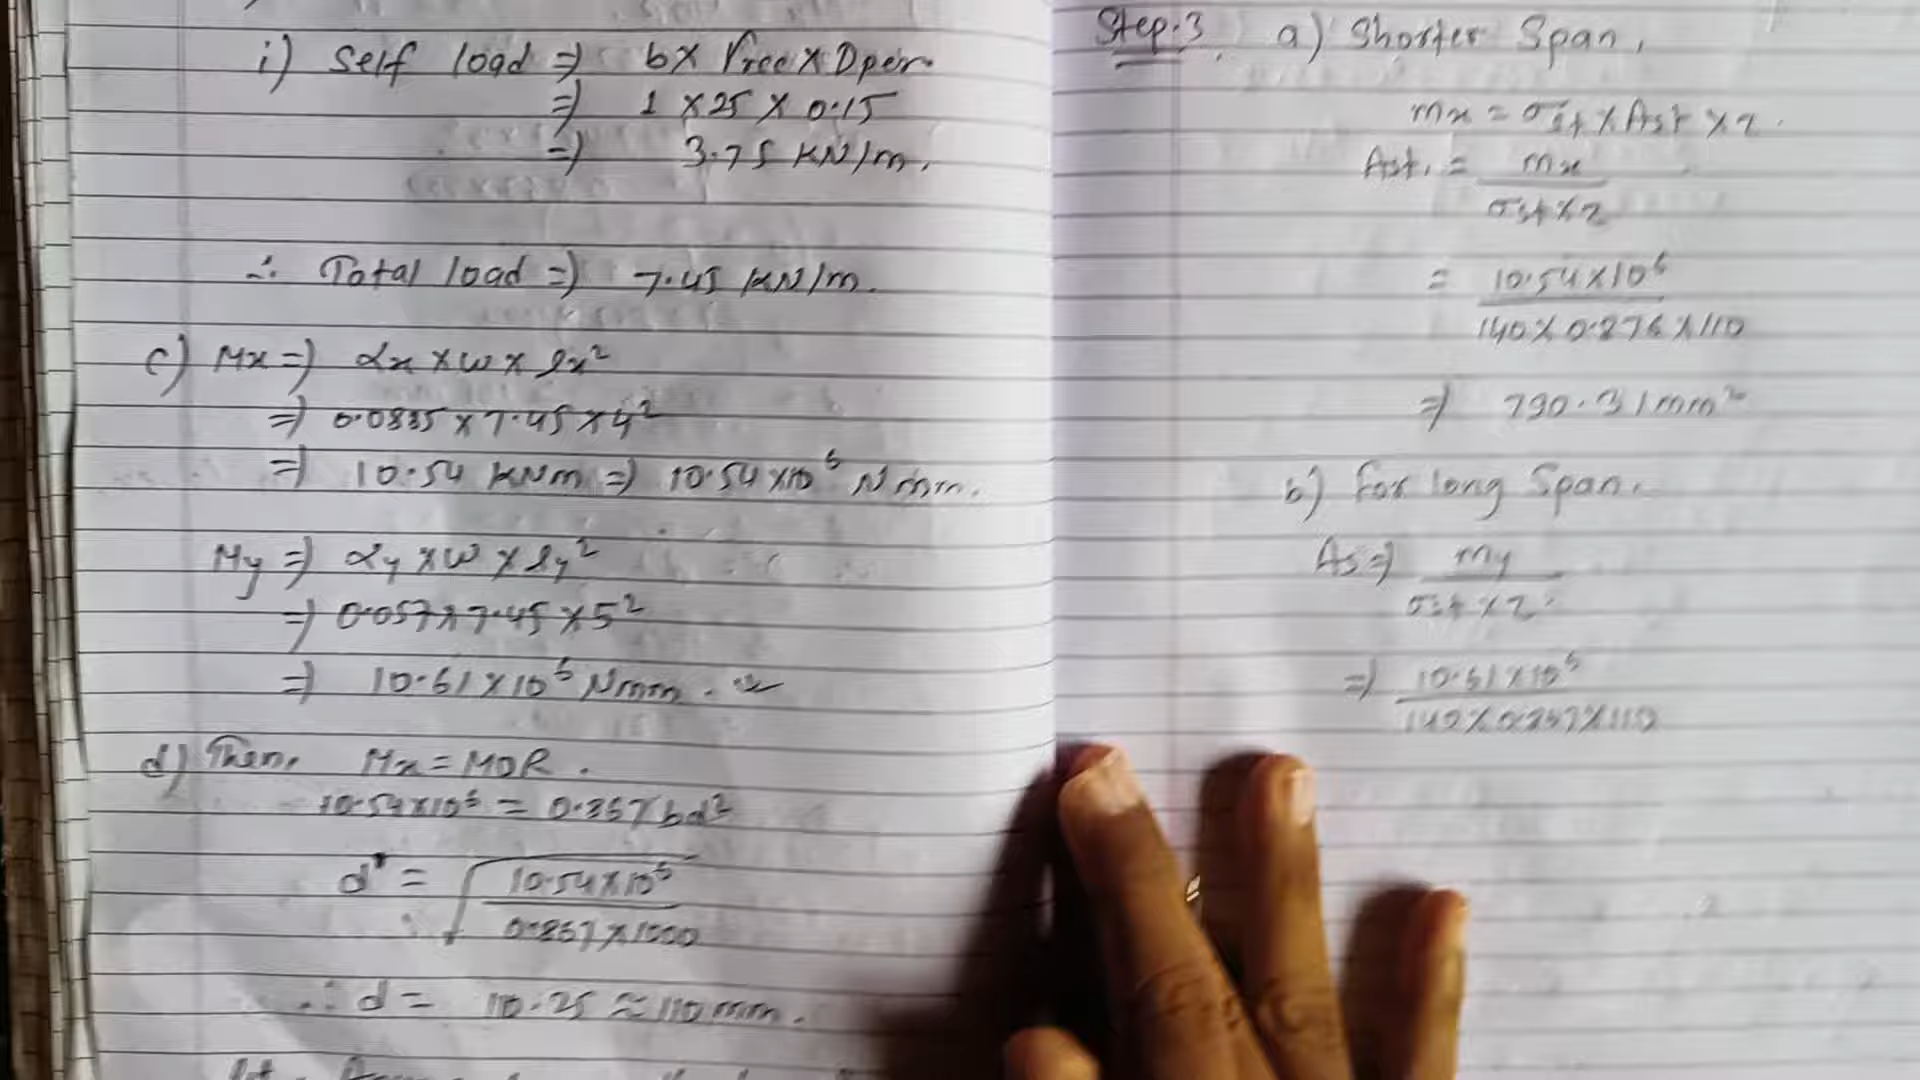 i) Self load ⇒ b× γrcc × Dper.
⇒ 1 × 25 × 0.15
⇒ 3.75 KN/m.
∴ Total load ⇒ 7.45 KN/m.
c) Mx ⇒ αx × w × lx²
⇒ 0.0885 × 7.45 × 4²
⇒ 10.54 KNm ⇒ 10.54 ×10⁶ N mm.
My ⇒ αy × w × ly²
⇒ 0.057 × 7.45 × 5²
⇒ 10.61 × 10⁶ Nmm.
d) Then, Mx = MOR.
10.54×10⁶ = 0.867 bd²
d = √ 10.54×10⁶
0.867 × 1000
∴ d = 110.25 ≈ 110 mm.
Step.3 a) Shorter Span,
mx = σst × Ast × z.
Ast. = mx
σst × z
= 10.54×10⁶
140 × 0.876 × 110
⇒ 790.31 mm²
b) For long Span.
As ⇒ my
σst × z.
⇒ 10.61×10⁶
140 × 0.867 × 110